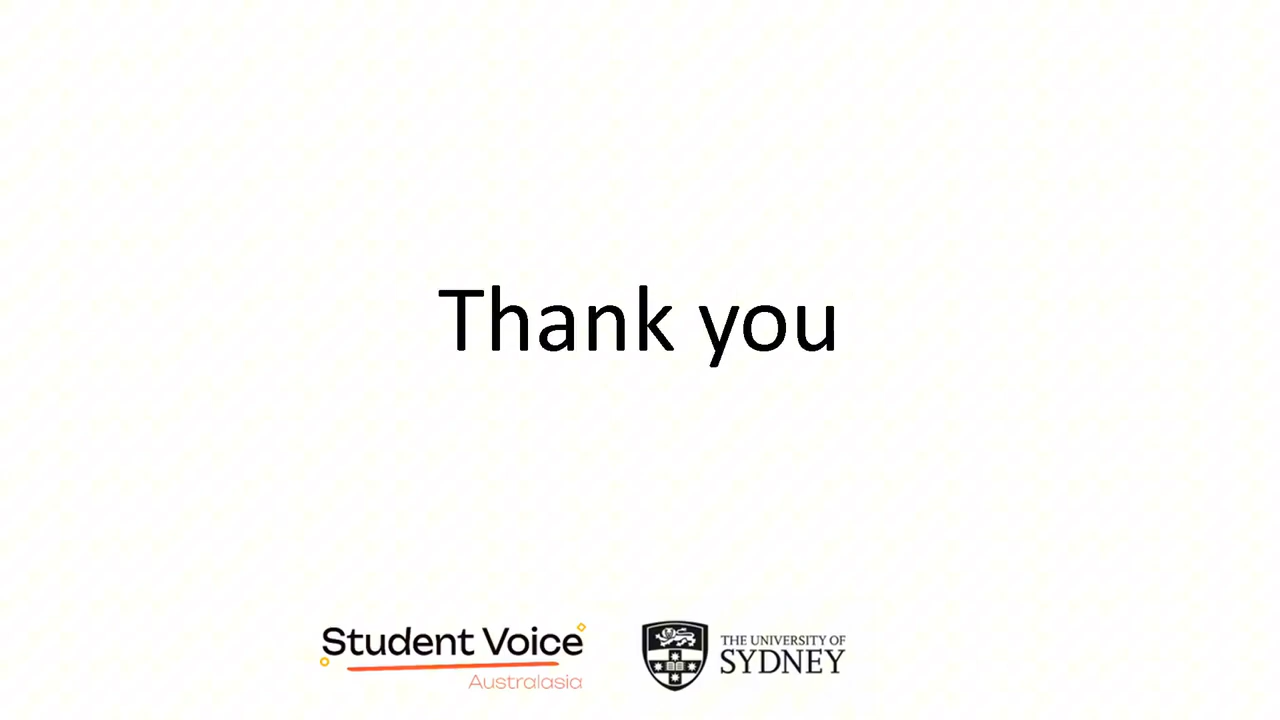 Thank you
Student Voice
Australasia
THE UNIVERSITY OF
SYDNEY